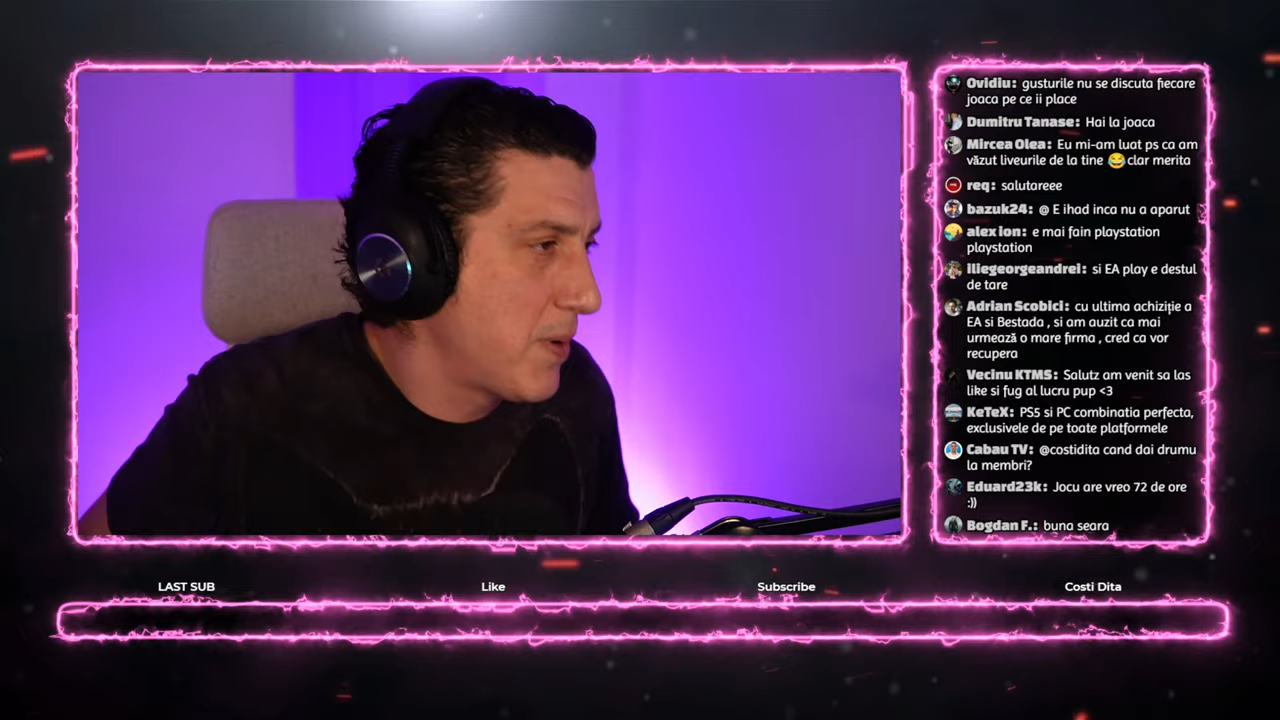 Ovidiu: gusturile nu se discuta fiecare
joaca pe ce ii place
Dumitru Tanase: Hai la joaca
Mircea Olea: Eu mi-am luat ps ca am
văzut liveurile de la tine 😂 clar merita
req: salutareee
bazuk24: @ E ihad inca nu a aparut
alex ion: e mai fain playstation
playstation
iliegeorgeandrei: si EA play e destul
de tare
Adrian Scobici: cu ultima achiziție a
EA si Bestada , si am auzit ca mai
urmează o mare firma , cred ca vor
recupera
Vecinu KTMS: Salutz am venit sa las
like si fug al lucru pup <3
KeTeX: PS5 si PC combinatia perfecta,
exclusivele de pe toate platformele
Cabau TV: @costidita cand dai drumu
la membri?
Eduard23k: Jocu are vreo 72 de ore
:))
Bogdan F.: buna seara
LAST SUB
Like
Subscribe
Costi Dita